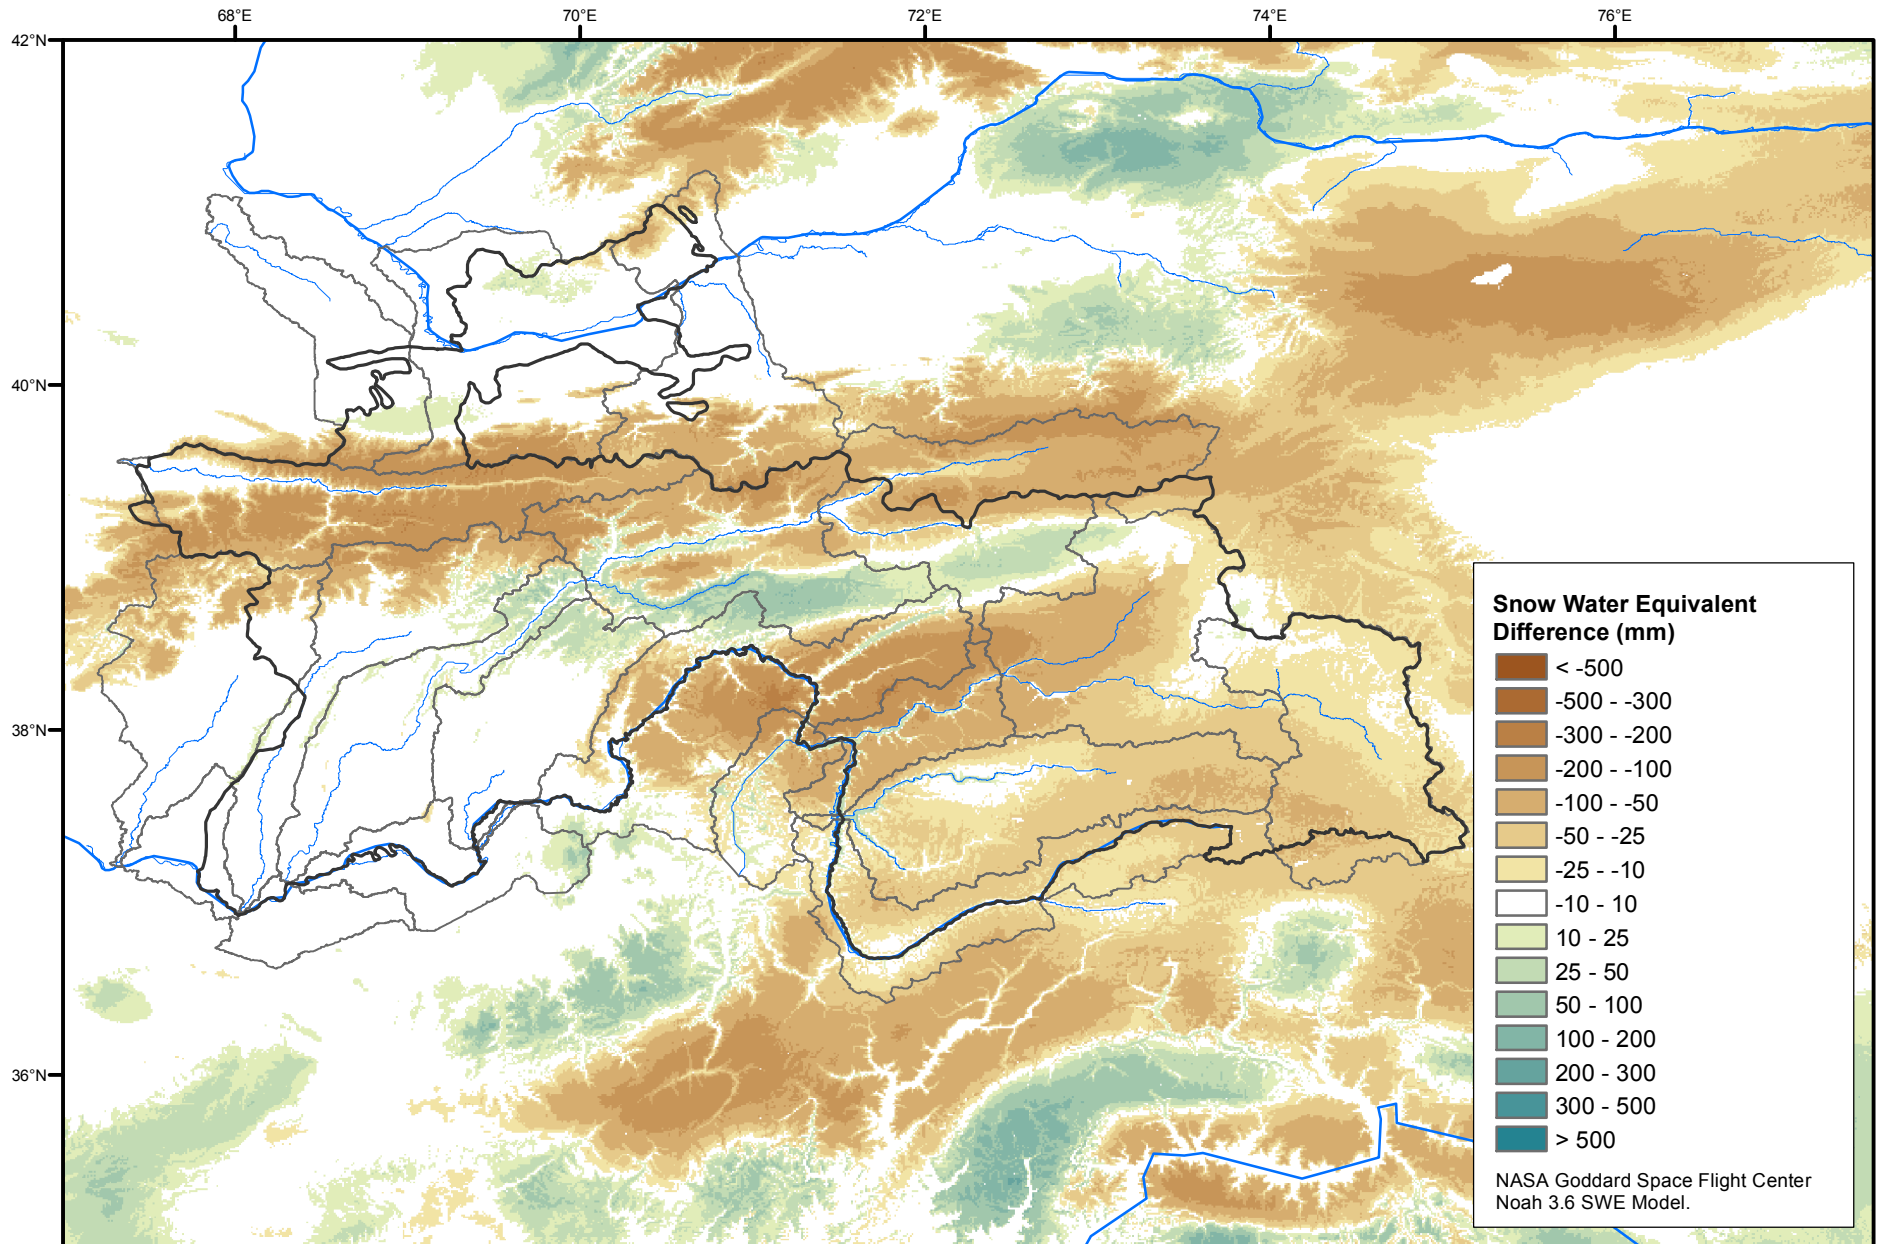 68°E
70°E
72°E
74°E
76°E
42°N
40°N
38°N
36°N
Snow Water Equivalent
Difference (mm)
< -500
-500 - -300
-300 - -200
-200 - -100
-100 - -50
-50 - -25
-25 - -10
-10 - 10
10 - 25
25 - 50
50 - 100
100 - 200
200 - 300
300 - 500
> 500
NASA Goddard Space Flight Center
Noah 3.6 SWE Model.